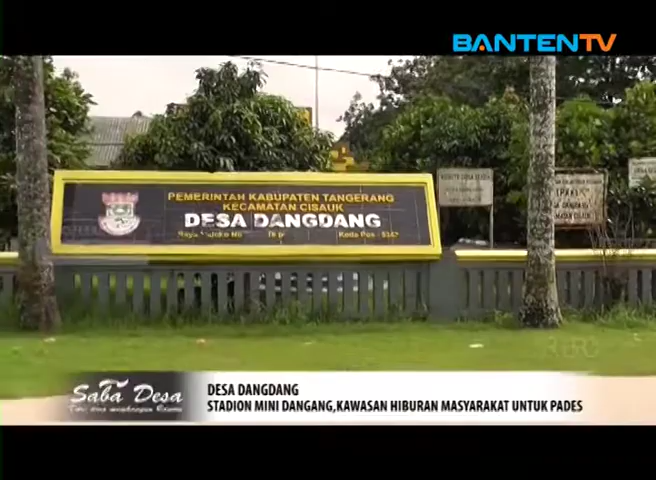 BANTENTV
PEMERINTAH KABUPATEN TANGERANG
KECAMATAN CISAUK
DESA DANGDANG
Kode Pos
Saba Desa
DESA DANGDANG
STADION MINI DANGANG,KAWASAN HIBURAN MASYARAKAT UNTUK PADES